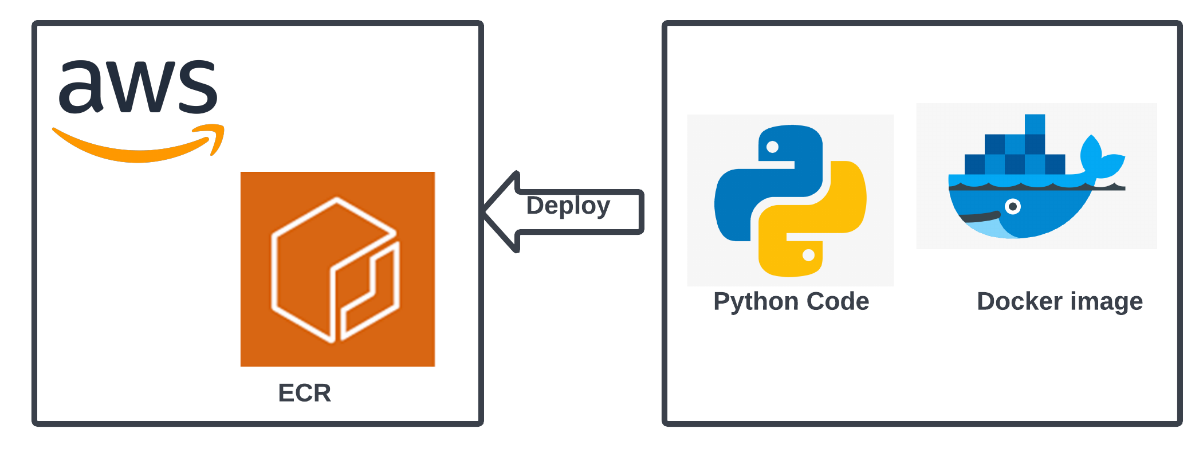 aws
ECR
Deploy
Python Code
Docker image